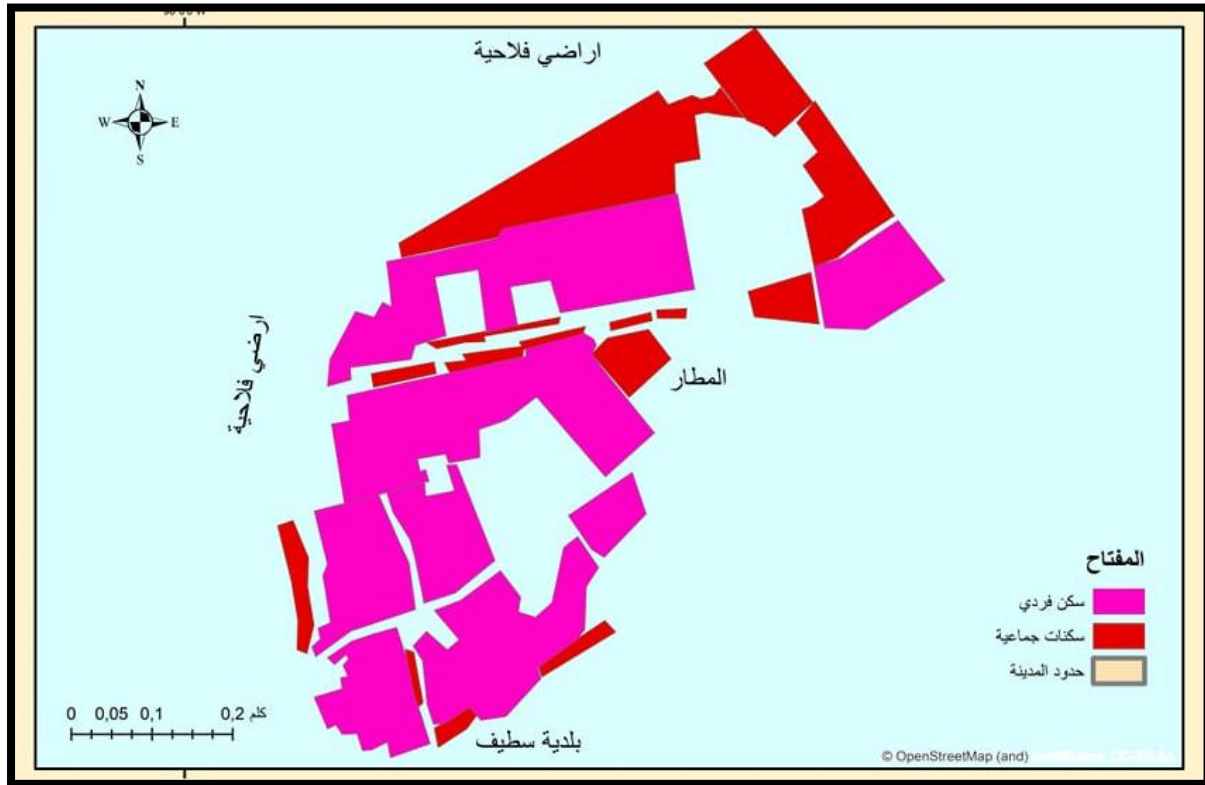 اراضي فلاحية
N
W E
S
ارضي فلاحية
المطار
المفتاح
سكن فردي
سكنات جماعية
حدود المدينة
0 0,05 0,1 0,2 كلم
بلدية سطيف
© OpenStreetMap (and)